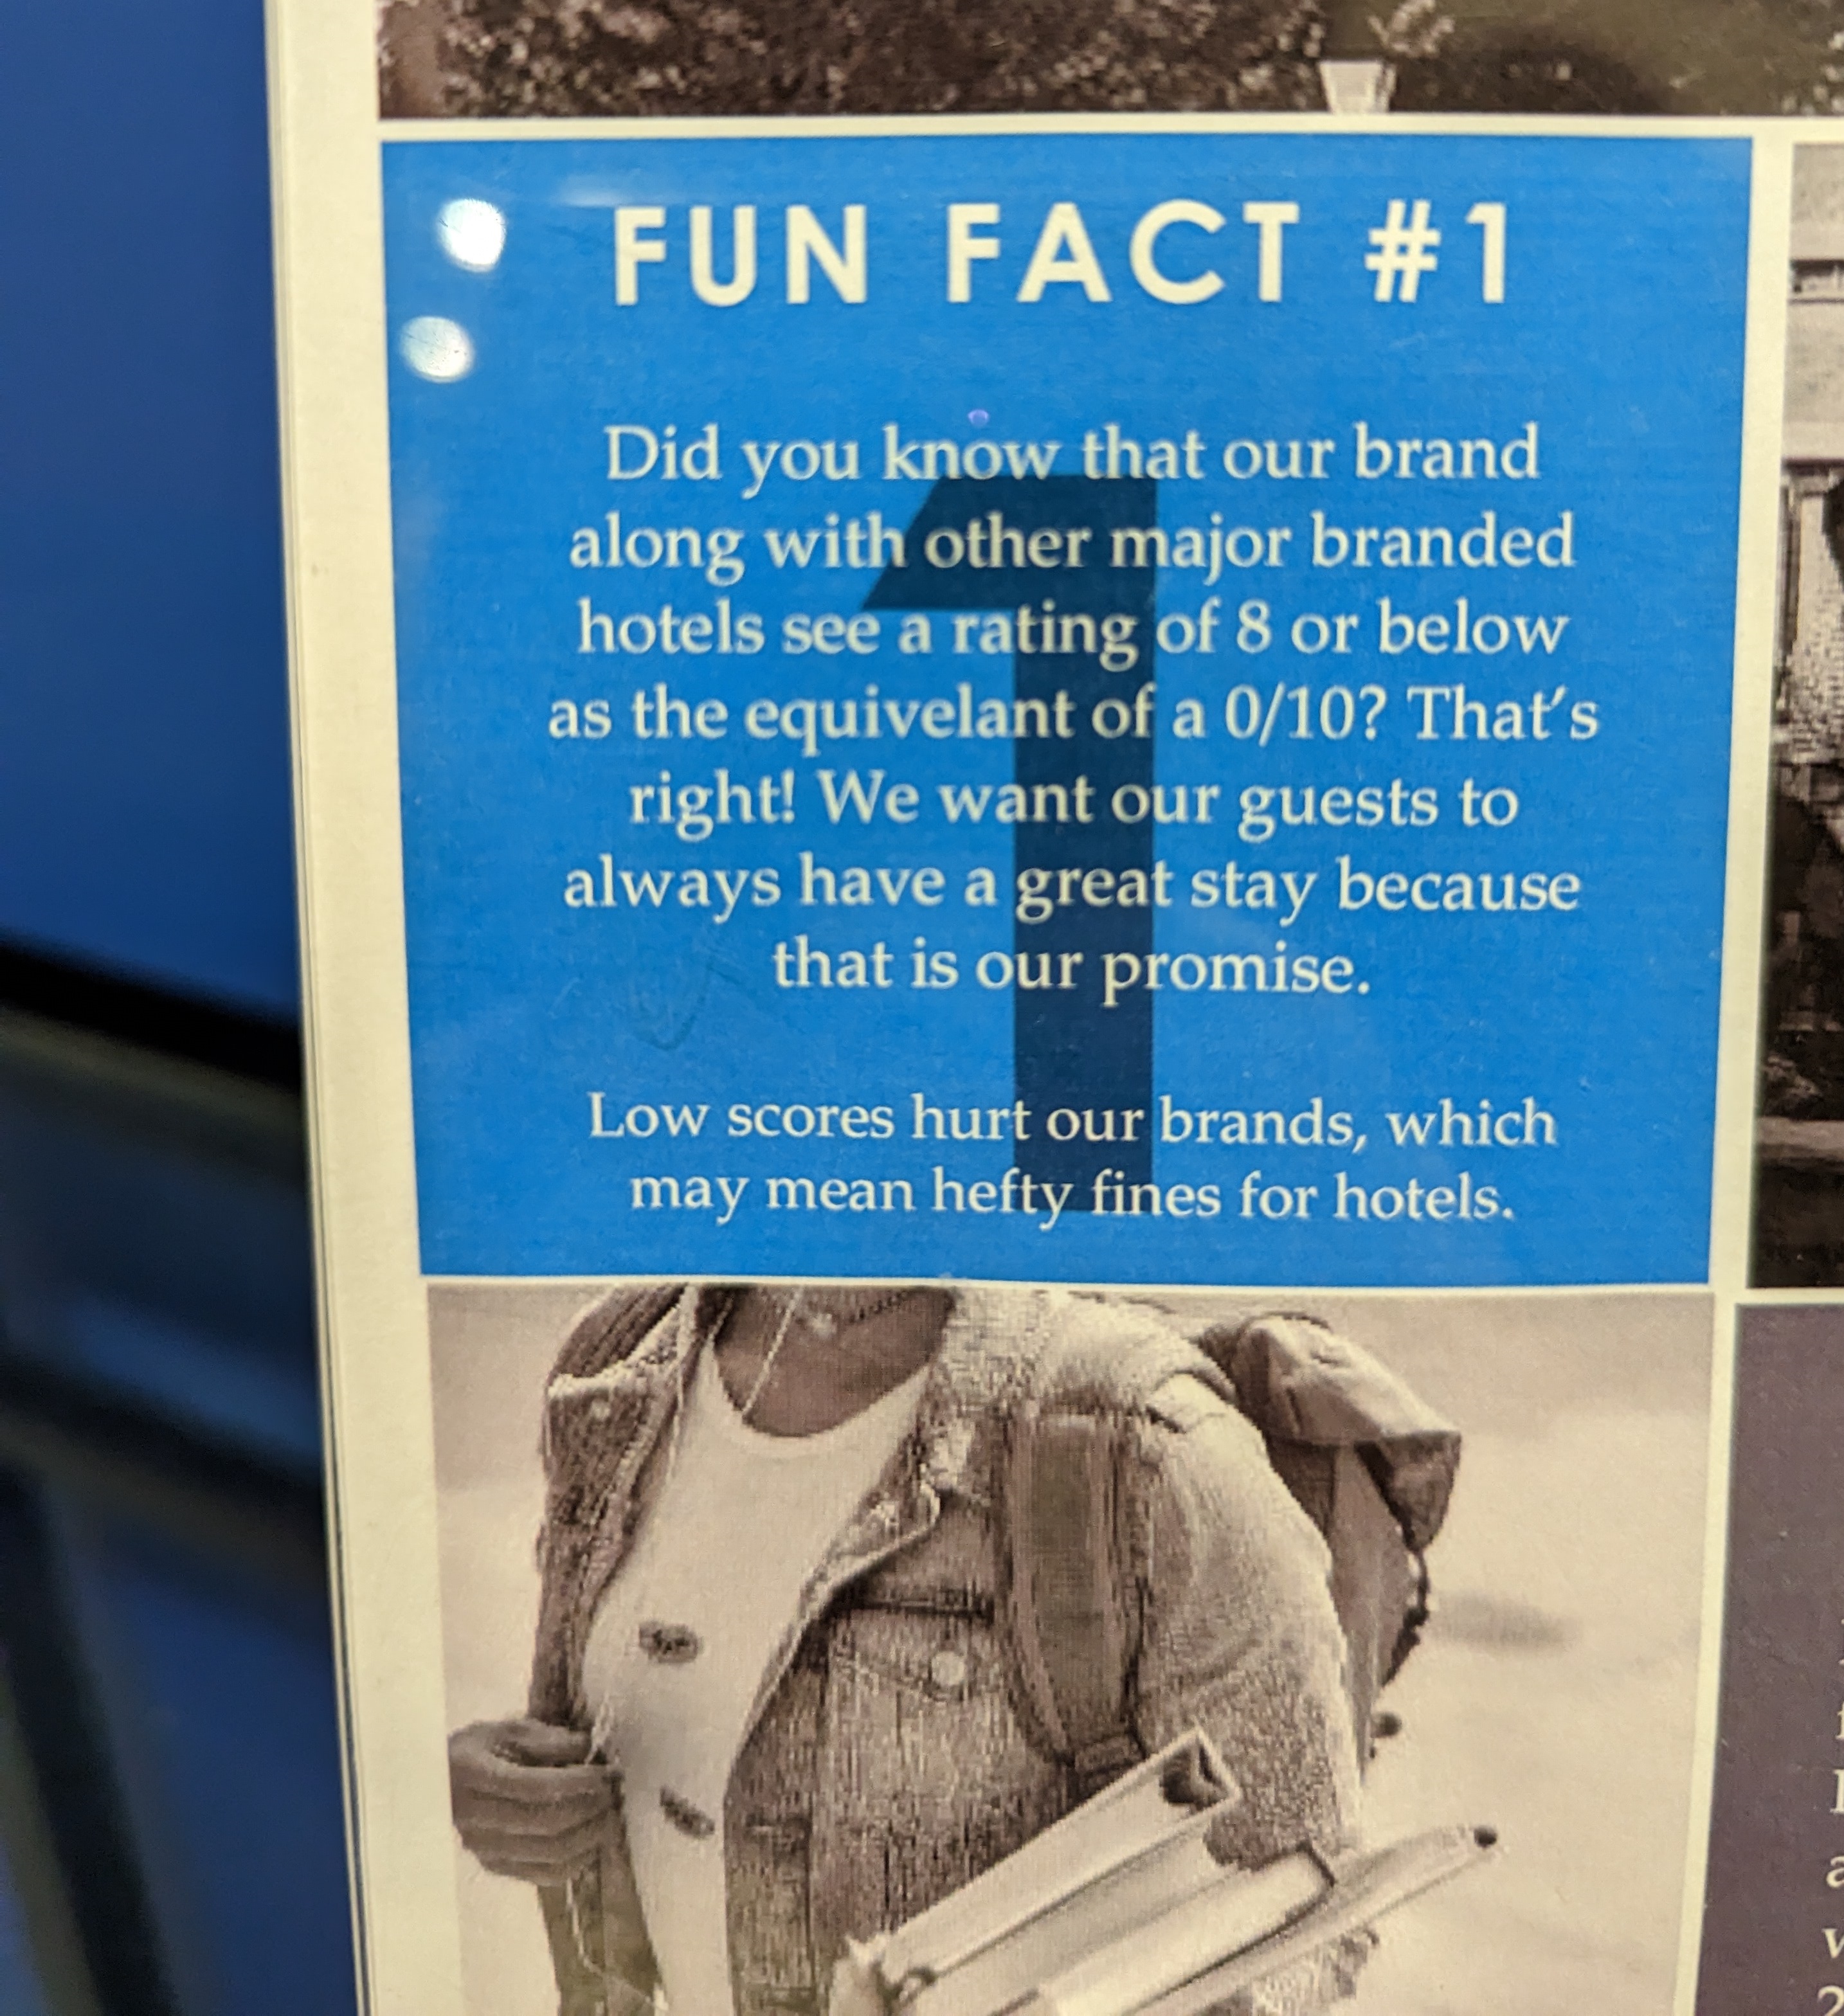 FUN FACT #1
Did you know that our brand
along with other major branded
hotels see a rating of 8 or below
as the equivelant of a 0/10? That's
right! We want our guests to
always have a great stay because
that is our promise.
Low scores hurt our brands, which
may mean hefty fines for hotels.
1